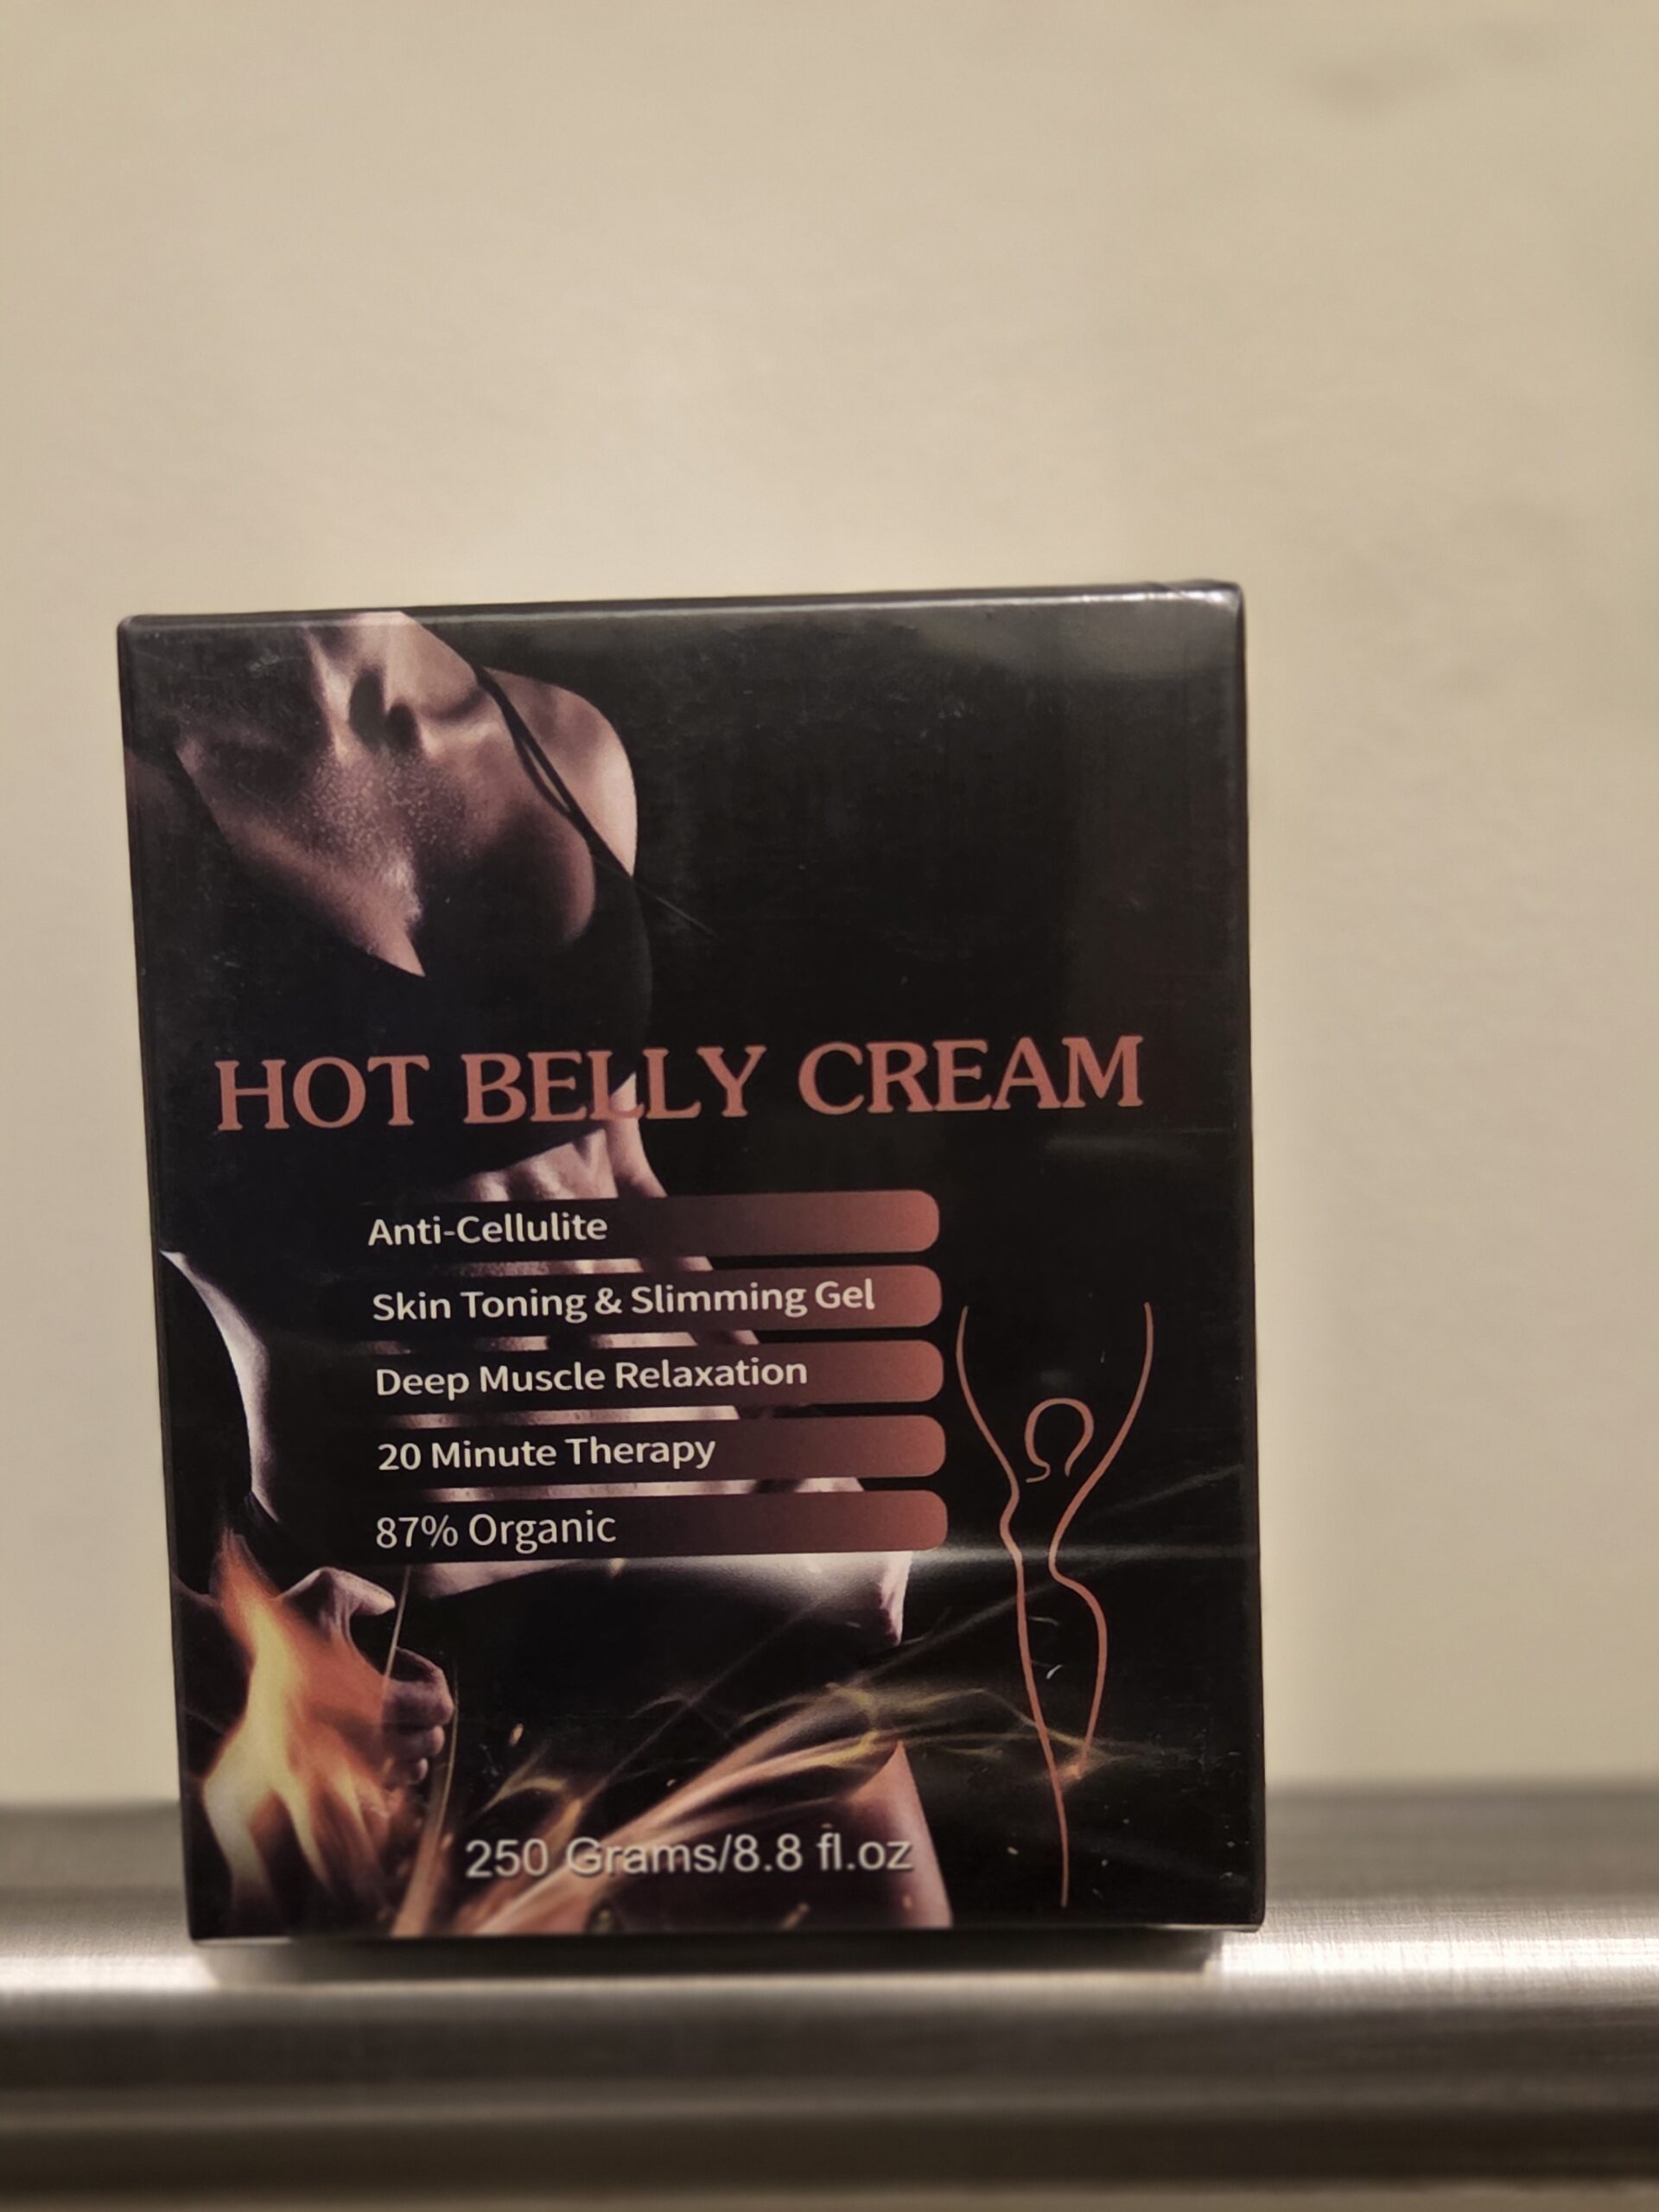 HOT BELLY CREAM
Anti-Cellulite
Skin Toning & Slimming Gel
Deep Muscle Relaxation
20 Minute Therapy
87% Organic
250 Grams/8.8 fl.oz